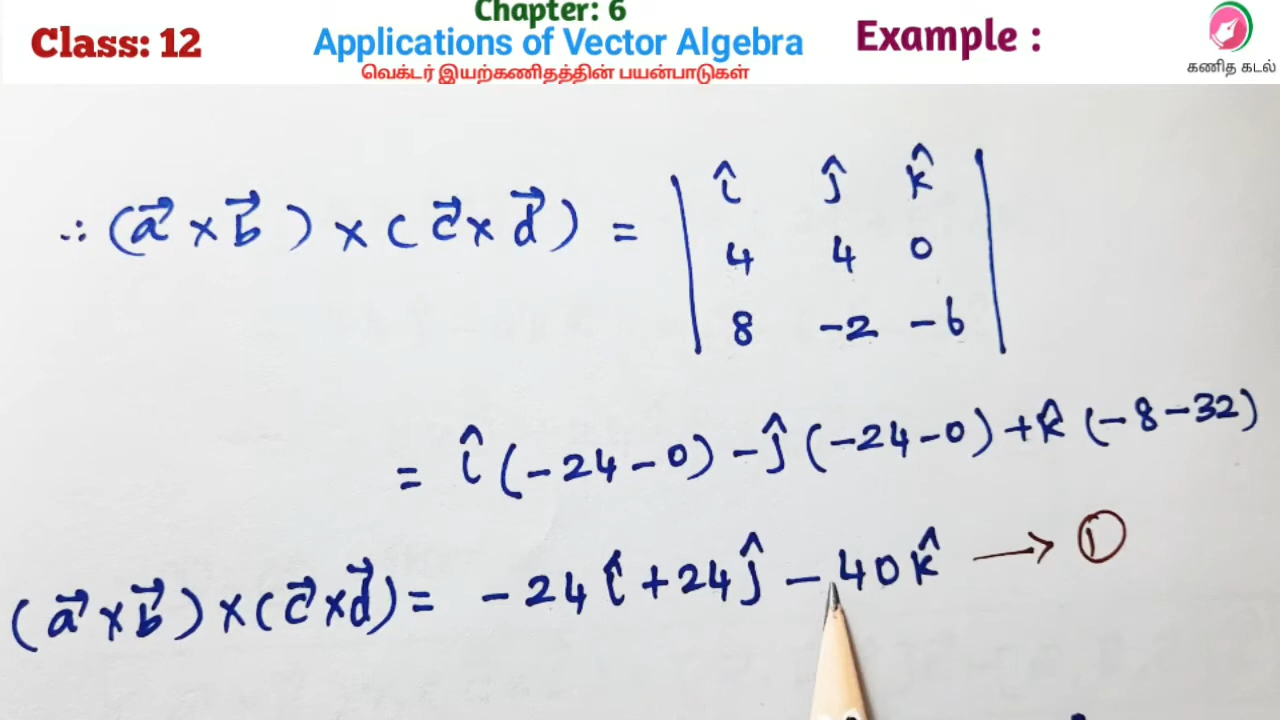 Chapter: 6
Class: 12
Applications of Vector Algebra
Example :
வெக்டர் இயற்கணிதத்தின் பயன்பாடுகள்
கணித கடல்
∴ (a⃗ × b⃗) × (c⃗ × d⃗) = | î ĵ k̂
4 4 0
8 -2 -6 |
= î (-24-0) - ĵ (-24-0) + k̂ (-8-32)
(a⃗ × b⃗) × (c⃗ × d⃗) = -24 î + 24 ĵ - 40 k̂ → ①